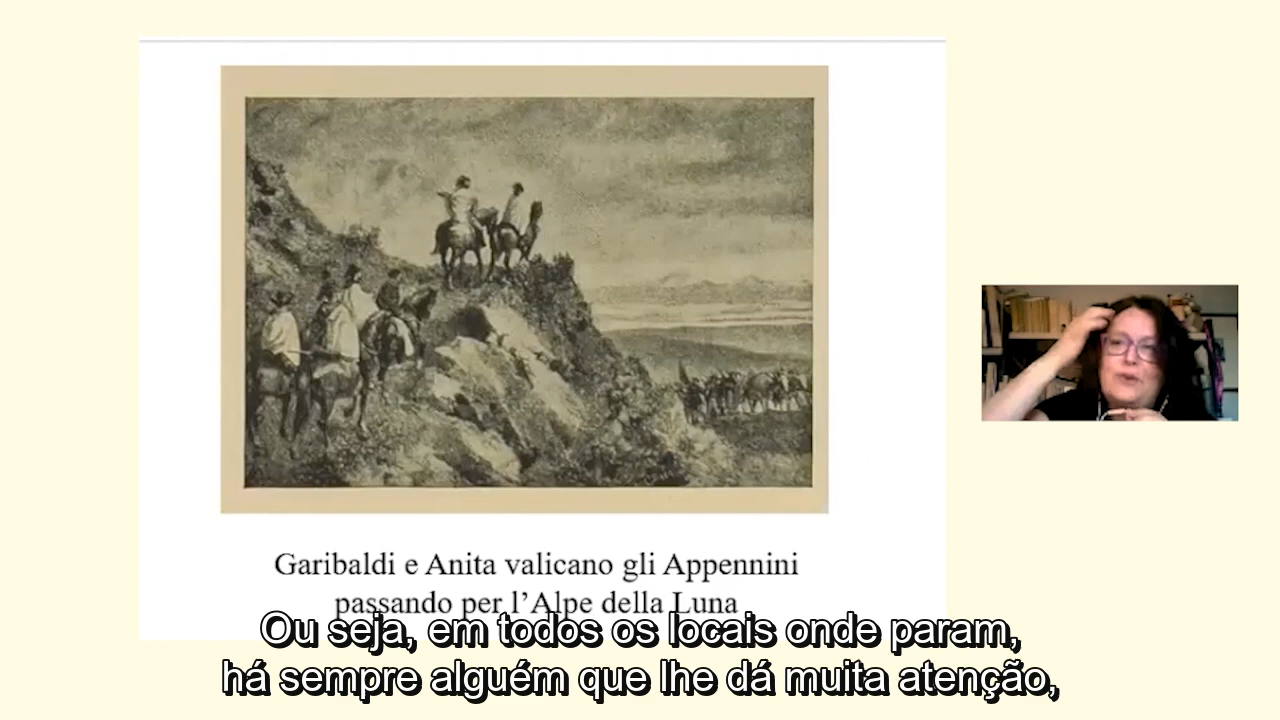 Garibaldi e Anita valicano gli Appennini
passando per l’Alpe della Luna
Ou seja, em todos os locais onde param,
há sempre alguém que lhe dá muita atenção,